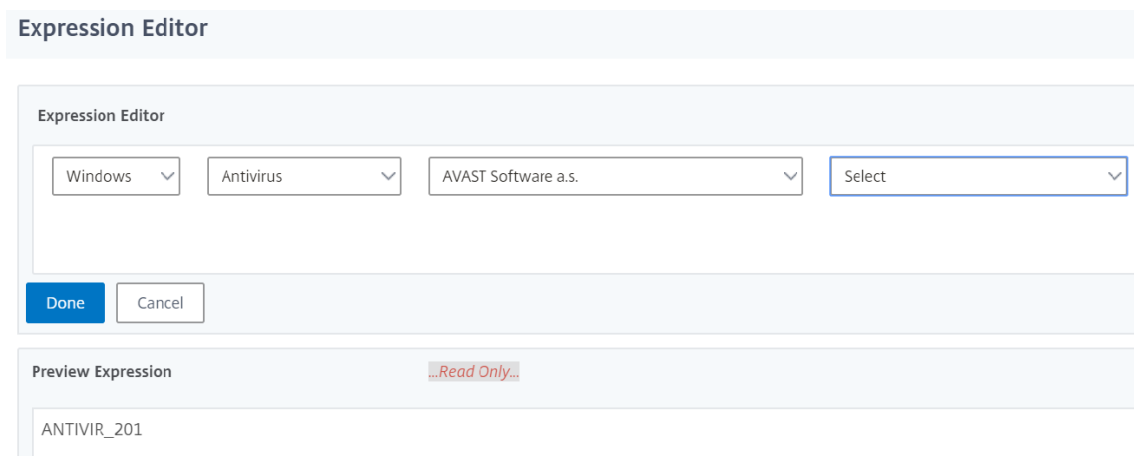 Expression Editor
Expression Editor
Windows Antivirus AVAST Software a.s. Select
Done Cancel
Preview Expression ...Read Only...
ANTIVIR_201